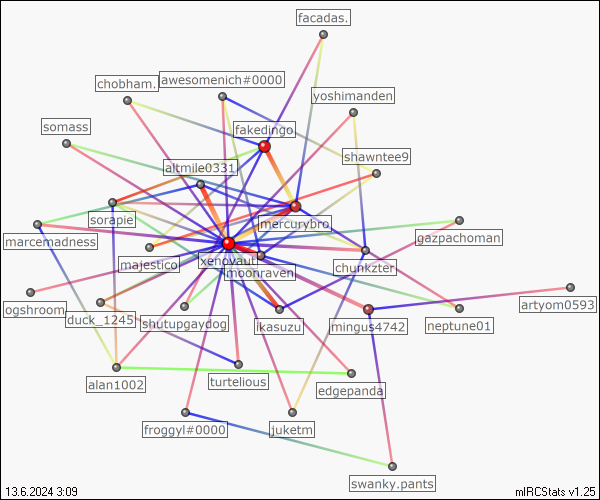 facadas.
chobham.
awesomenich#0000
yoshimanden
somass
fakedingo
shawntee9
altmile0331
sorapie
mercurybro
marcemadness
gazpachoman
majestico
xenovaul
moonraven
chunkzter
ogshroom
duck_1245
shutupgaydog
ikasuzu
mingus4742
neptune01
artyom0593
alan1002
turtelious
edgepanda
froggyl#0000
juketm
swanky.pants
13.6.2024 3:09
mIRCStats v1.25